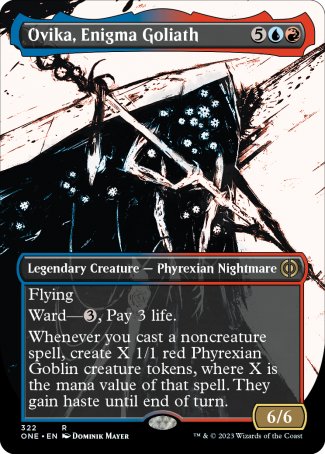 Ovika, Enigma Goliath 5
Legendary Creature — Phyrexian Nightmare
Flying
Ward—3, Pay 3 life.
Whenever you cast a noncreature
spell, create X 1/1 red Phyrexian
Goblin creature tokens, where X is
the mana value of that spell. They
gain haste until end of turn.
6/6
322 R
ONE • EN DOMINIK MAYER ™ & © 2023 Wizards of the Coast